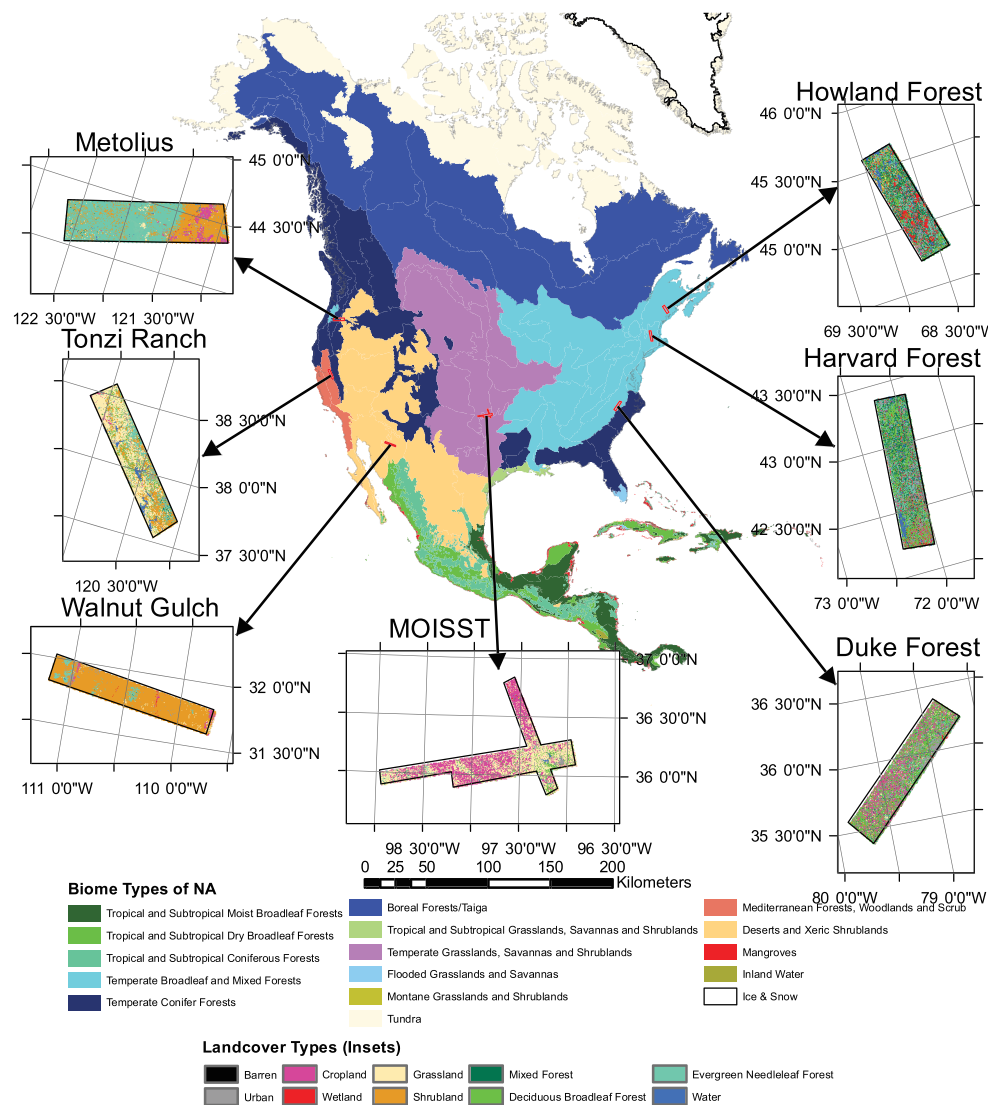 Metolius
45 0'0"N
44 30'0"N
122 30'0"W
121 30'0"W
Tonzi Ranch
38 30'0"N
38 0'0"N
37 30'0"N
120 30'0"W
Walnut Gulch
32 0'0"N
31 30'0"N
111 0'0"W
110 0'0"W
MOISST
37 0'0"N
36 30'0"N
36 0'0"N
98 30'0"W
97 30'0"W
96 30'0"W
0 25 50 100 150 200
Kilometers
Howland Forest
46 0'0"N
45 30'0"N
45 0'0"N
69 30'0"W
68 30'0"W
Harvard Forest
43 30'0"N
43 0'0"N
42 30'0"N
73 0'0"W
72 0'0"W
Duke Forest
36 30'0"N
36 0'0"N
35 30'0"N
80 0'0"W
79 0'0"W
Biome Types of NA
Tropical and Subtropical Moist Broadleaf Forests
Tropical and Subtropical Dry Broadleaf Forests
Tropical and Subtropical Coniferous Forests
Temperate Broadleaf and Mixed Forests
Temperate Conifer Forests
Boreal Forests/Taiga
Tropical and Subtropical Grasslands, Savannas and Shrublands
Temperate Grasslands, Savannas and Shrublands
Flooded Grasslands and Savannas
Montane Grasslands and Shrublands
Tundra
Mediterranean Forests, Woodlands and Scrub
Deserts and Xeric Shrublands
Mangroves
Inland Water
Ice & Snow
Landcover Types (Insets)
Barren
Cropland
Grassland
Mixed Forest
Evergreen Needleleaf Forest
Urban
Wetland
Shrubland
Deciduous Broadleaf Forest
Water